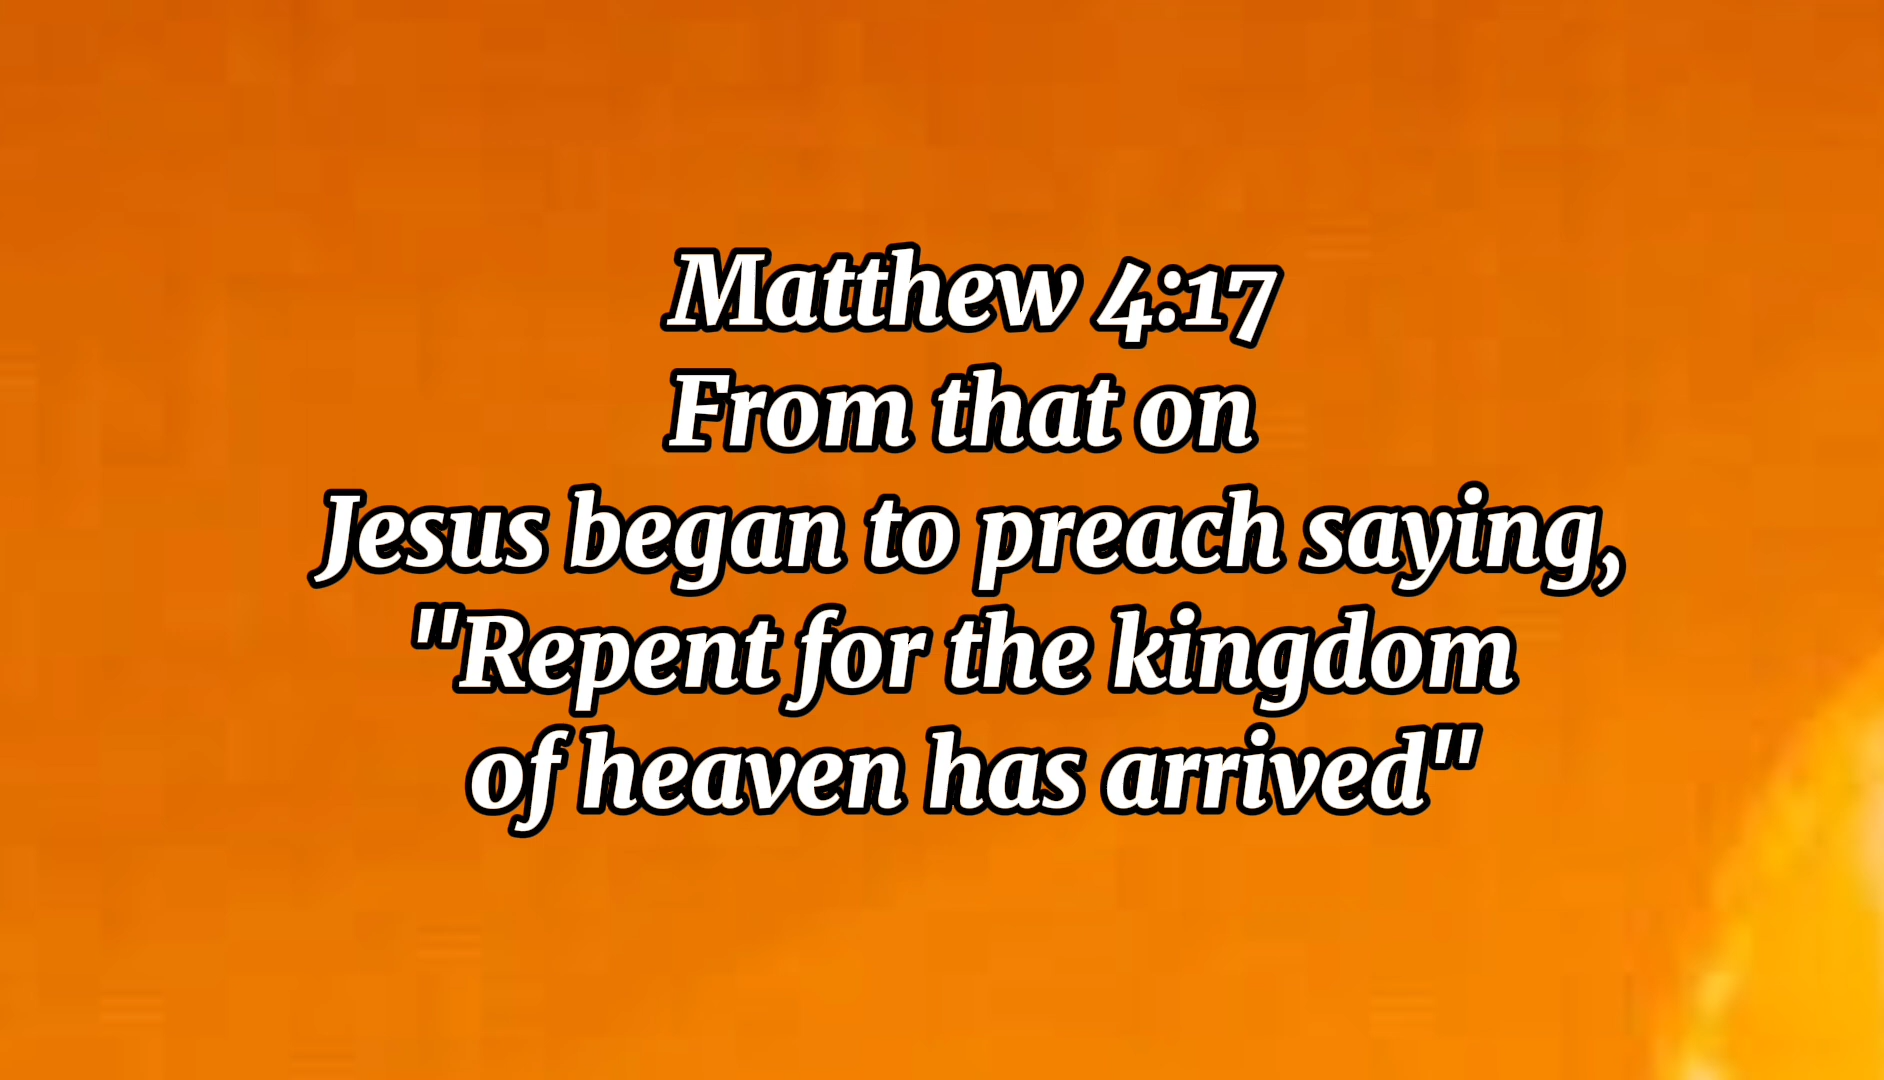 Matthew 4:17
From that on
Jesus began to preach saying,
"Repent for the kingdom
of heaven has arrived"